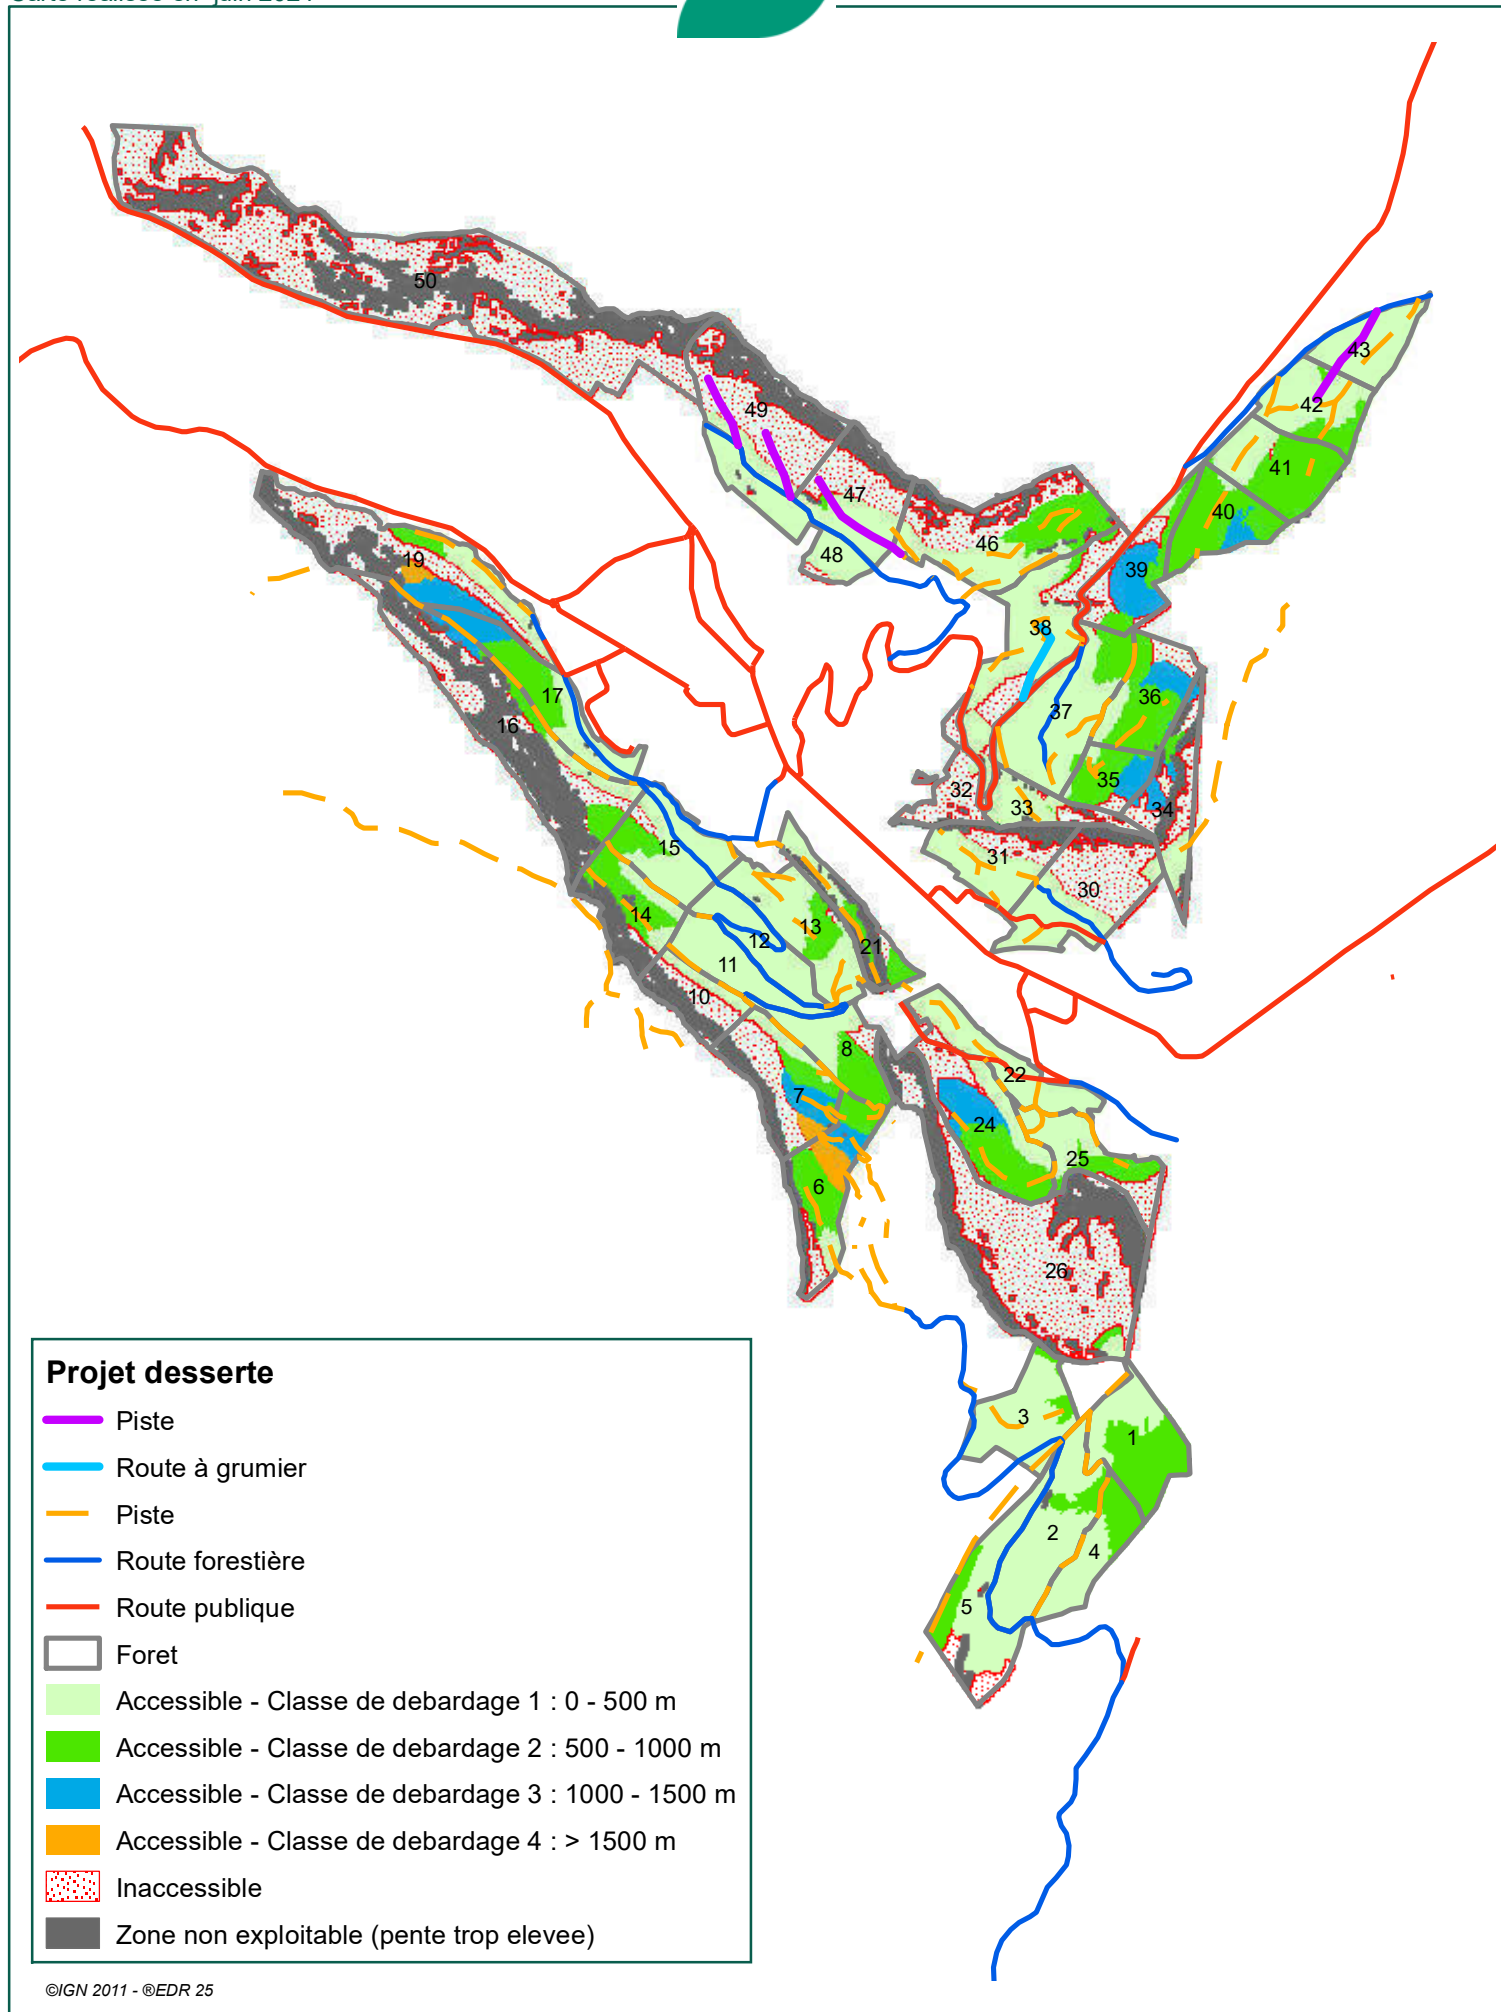 50
43
42
49
41
47
40
46
48
39
19
38
36
17
37
16
35
32
33
34
15
31
30
14
13
12
21
11
10
8
22
7
24
25
6
26
3
1
2
4
5
Projet desserte
Piste
Route à grumier
Piste
Route forestière
Route publique
Foret
Accessible - Classe de debardage 1 : 0 - 500 m
Accessible - Classe de debardage 2 : 500 - 1000 m
Accessible - Classe de debardage 3 : 1000 - 1500 m
Accessible - Classe de debardage 4 : > 1500 m
Inaccessible
Zone non exploitable (pente trop elevee)
©IGN 2011 - ®EDR 25